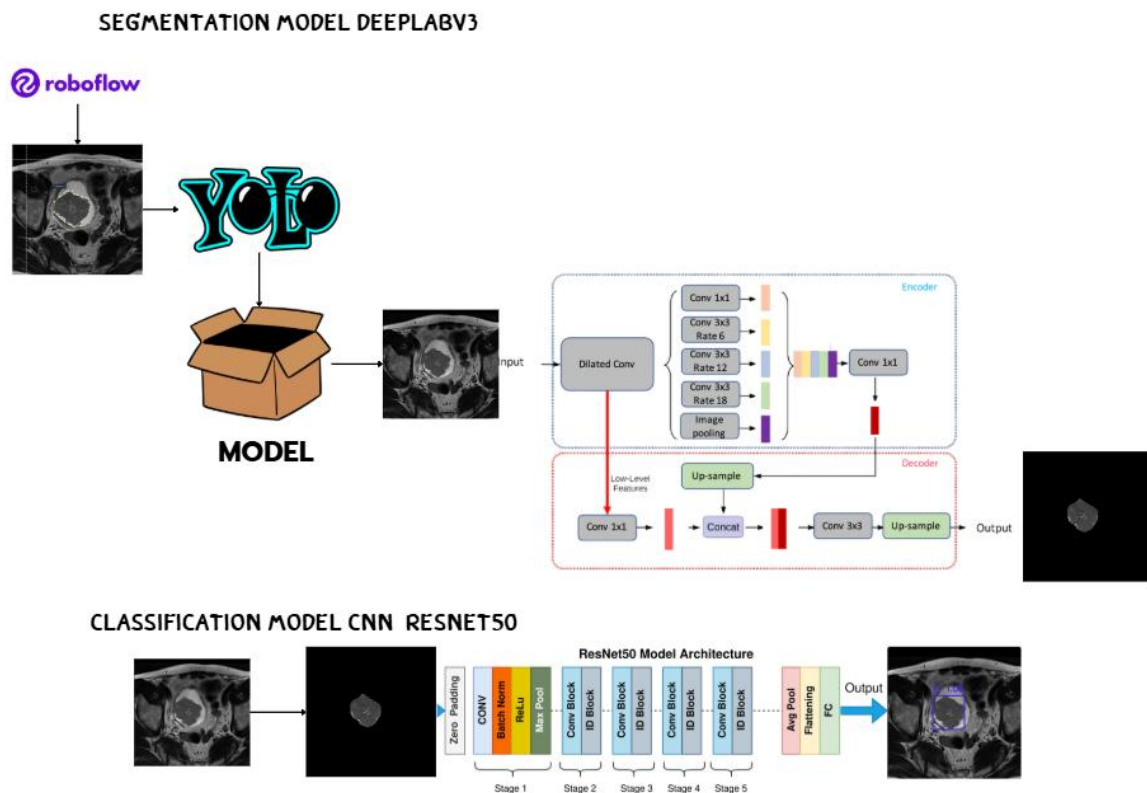 SEGMENTATION MODEL DEEPLABV3
roboflow
YOLO
MODEL
Input
Encoder
Dilated Conv
Conv 1x1
Conv 3x3
Rate 6
Conv 3x3
Rate 12
Conv 3x3
Rate 18
Image
pooling
Conv 1x1
Decoder
Low-Level
Features
Up-sample
Conv 1x1
Concat
Conv 3x3
Up-sample
Output
CLASSIFICATION MODEL CNN RESNET50
ResNet50 Model Architecture
Zero Padding
CONV
Batch Norm
ReLu
Max Pool
Conv Block
ID Block
Conv Block
ID Block
Conv Block
ID Block
Conv Block
ID Block
Avg Pool
Flattening
FC
Output
Stage 1
Stage 2
Stage 3
Stage 4
Stage 5